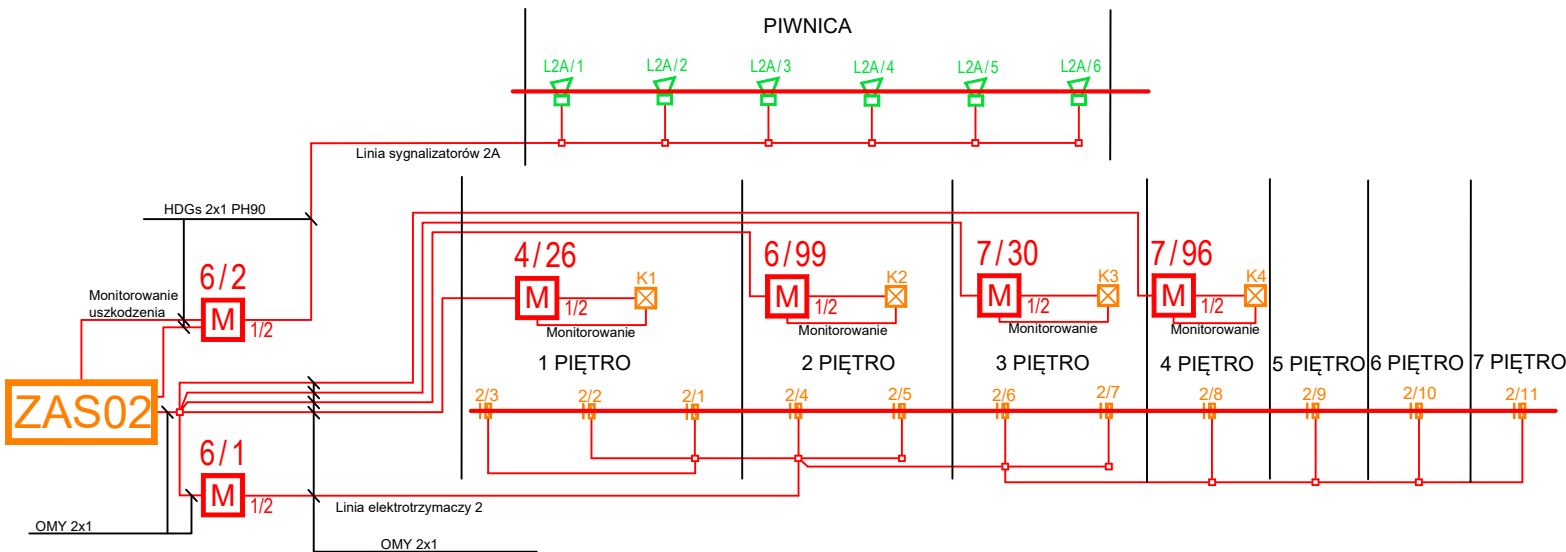 PIWNICA
L2A/1 L2A/2 L2A/3 L2A/4 L2A/5 L2A/6
Linia sygnalizatorów 2A
HDGs 2x1 PH90
6/2
4/26
6/99
7/30
7/96
Monitorowanie
uszkodzenia
M
1/2
M
1/2
K1
M
1/2
K2
M
1/2
K3
M
1/2
K4
Monitorowanie
Monitorowanie
Monitorowanie
Monitorowanie
1 PIĘTRO 2 PIĘTRO 3 PIĘTRO 4 PIĘTRO 5 PIĘTRO 6 PIĘTRO 7 PIĘTRO
ZAS02
2/3 2/2 2/1 2/4 2/5 2/6 2/7 2/8 2/9 2/10 2/11
6/1
M
1/2
Linia elektrotrzymaczy 2
OMY 2x1
OMY 2x1